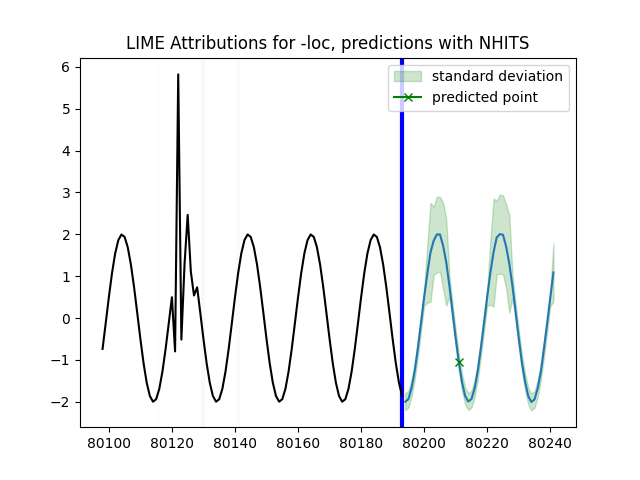 LIME Attributions for -loc, predictions with NHITS
standard deviation
predicted point
6
5
4
3
2
1
0
−1
−2
80100 80120 80140 80160 80180 80200 80220 80240